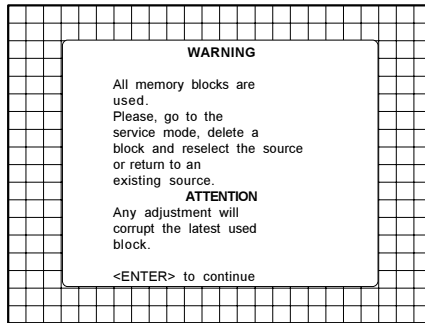 WARNING
All memory blocks are
used.
Please, go to the
service mode, delete a
block and reselect the source
or return to an
existing source.
ATTENTION
Any adjustment will
corrupt the latest used
block.
<ENTER> to continue